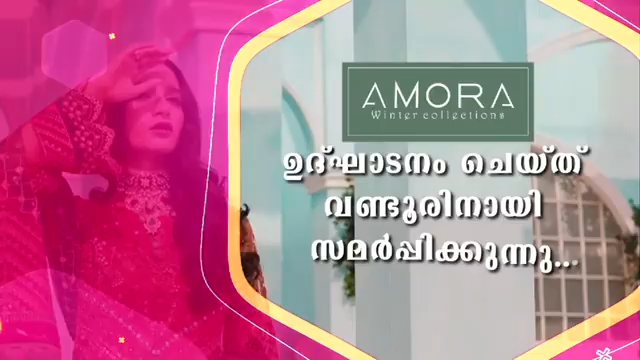 AMORA
Winter collections
ഉദ്ഘാടനം ചെയ്ത്
വണ്ടൂരിനായി
സമർപ്പിക്കുന്നു...